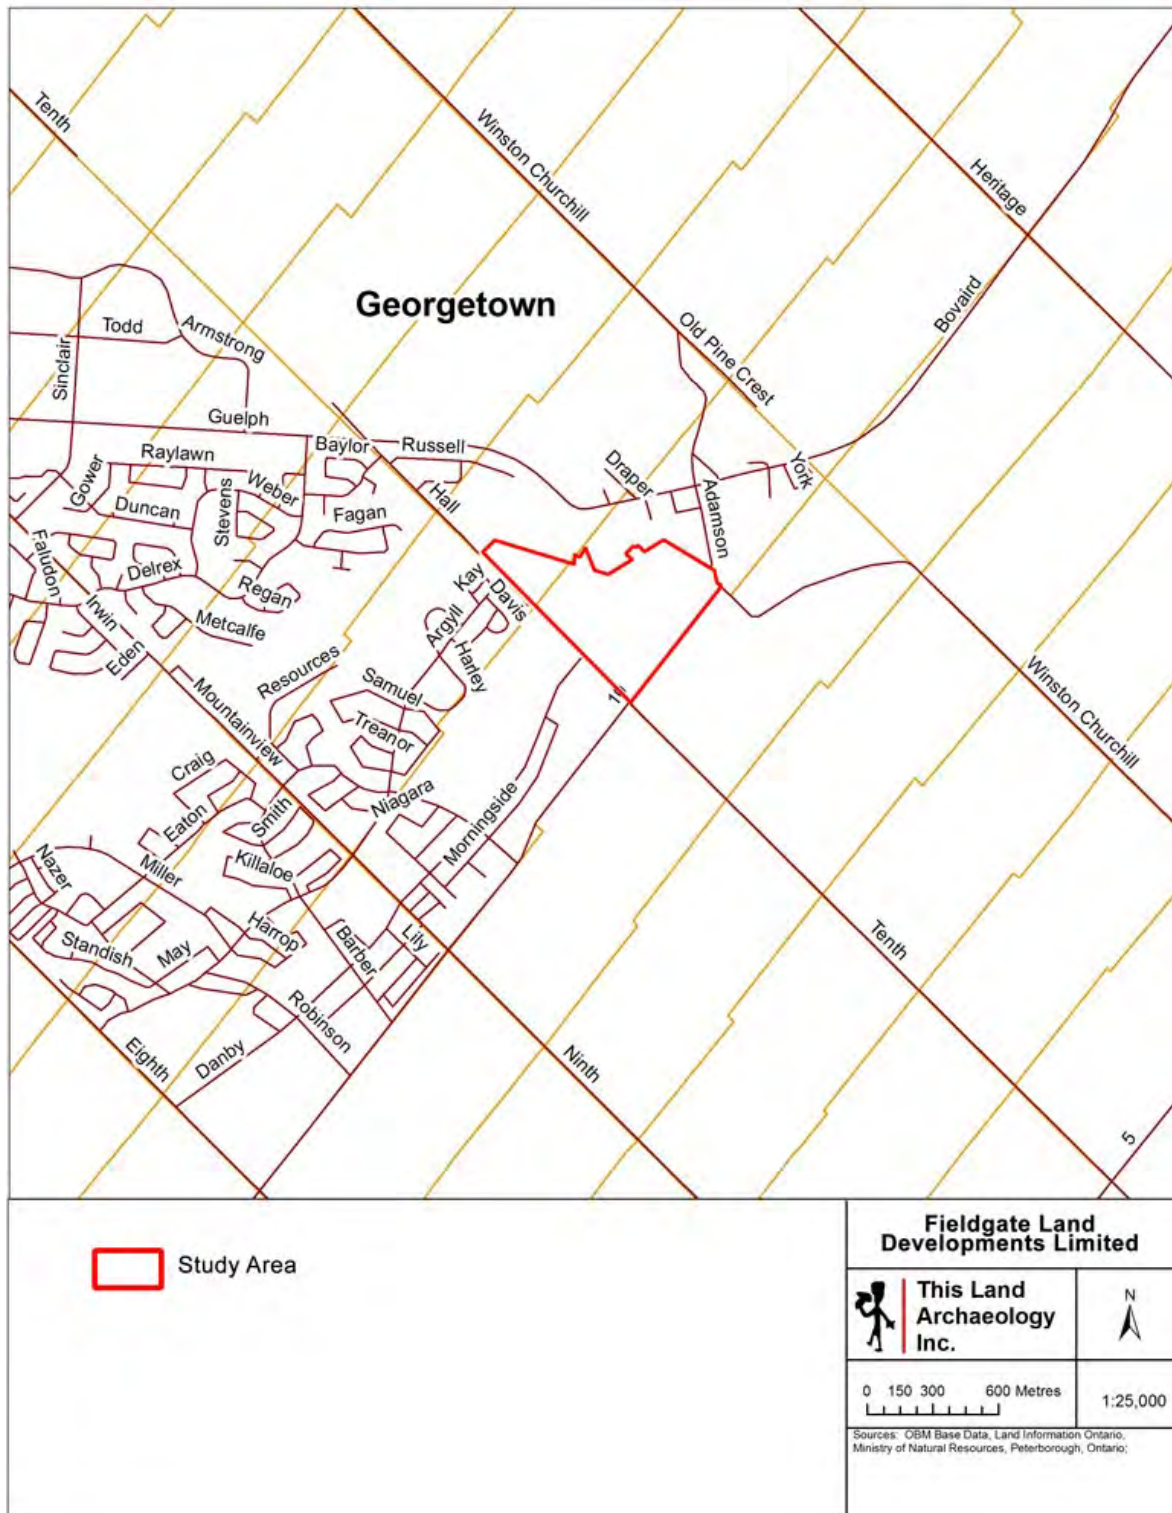 Tenth
Winston Churchill
Heritage
Georgetown
Bovaird
Todd
Armstrong
Sinclair
Old Pine Crest
Guelph
Baylor
Russell
Raylawn
Gower
Weber
Hall
Draper
York
Duncan
Stevens
Fagan
Adamson
Faludon
Delrex
Kay
Davis
Regan
Irwin
Metcalfe
Argyll
Eden
Harley
Resources
Samuel
Winston Churchill
Mountainview
Treanor
Craig
Niagara
Smith
Eaton
Morningside
Nazer
Miller
Killaloe
Harrop
Lily
Tenth
Standish
May
Barber
Robinson
Eighth
Danby
Ninth
5
Study Area
Fieldgate Land
Developments Limited
This Land
Archaeology
Inc.
N
0 150 300 600 Metres
1:25,000
Sources: OBM Base Data, Land Information Ontario,
Ministry of Natural Resources, Peterborough, Ontario;